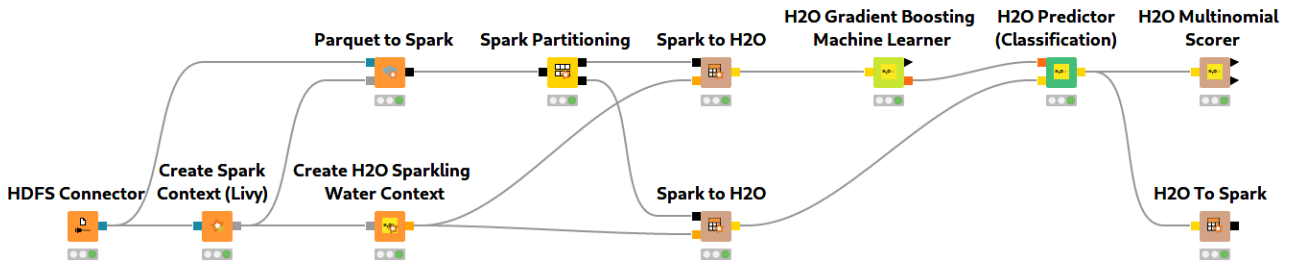 H2O Gradient Boosting
Machine Learner
H2O Predictor
(Classification)
H2O Multinomial
Scorer
Parquet to Spark
Spark Partitioning
Spark to H2O
Create Spark
Context (Livy)
Create H2O Sparkling
Water Context
HDFS Connector
Spark to H2O
H2O To Spark